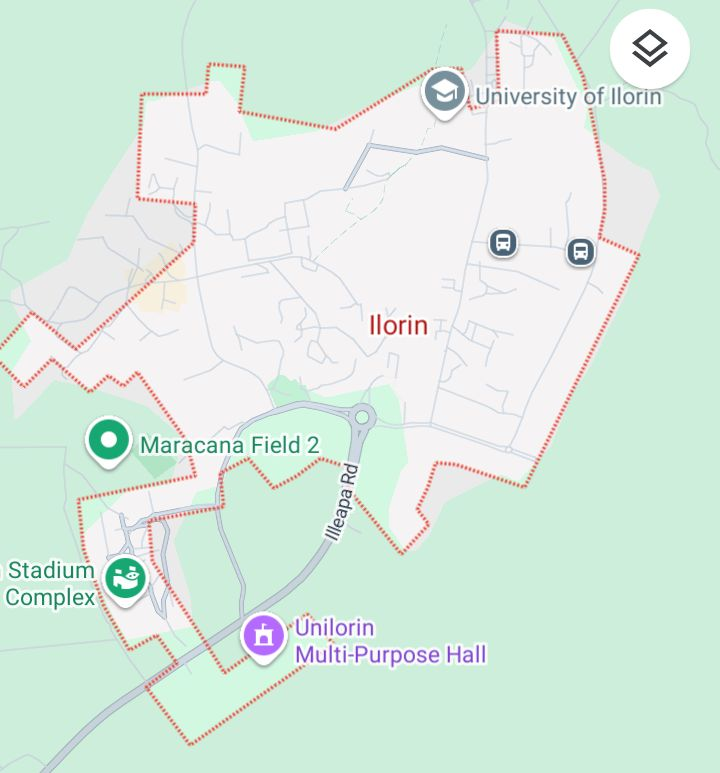 University of Ilorin
Ilorin
Maracana Field 2
Illeapa Rd
Stadium
Complex
Unilorin
Multi-Purpose Hall